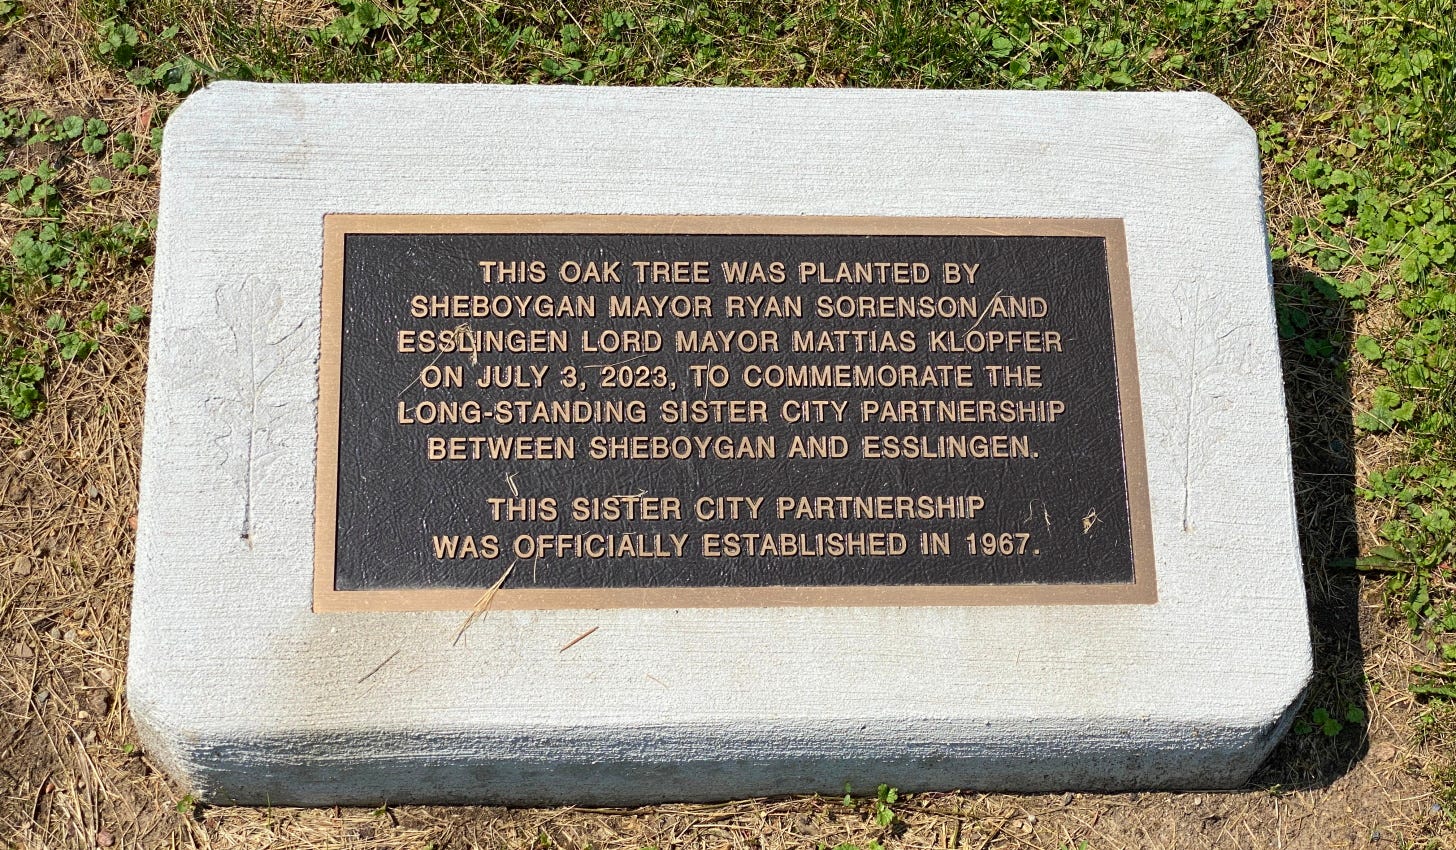 THIS OAK TREE WAS PLANTED BY
SHEBOYGAN MAYOR RYAN SORENSON AND
ESSLINGEN LORD MAYOR MATTIAS KLOPFER
ON JULY 3, 2023, TO COMMEMORATE THE
LONG-STANDING SISTER CITY PARTNERSHIP
BETWEEN SHEBOYGAN AND ESSLINGEN.
THIS SISTER CITY PARTNERSHIP
WAS OFFICIALLY ESTABLISHED IN 1967.